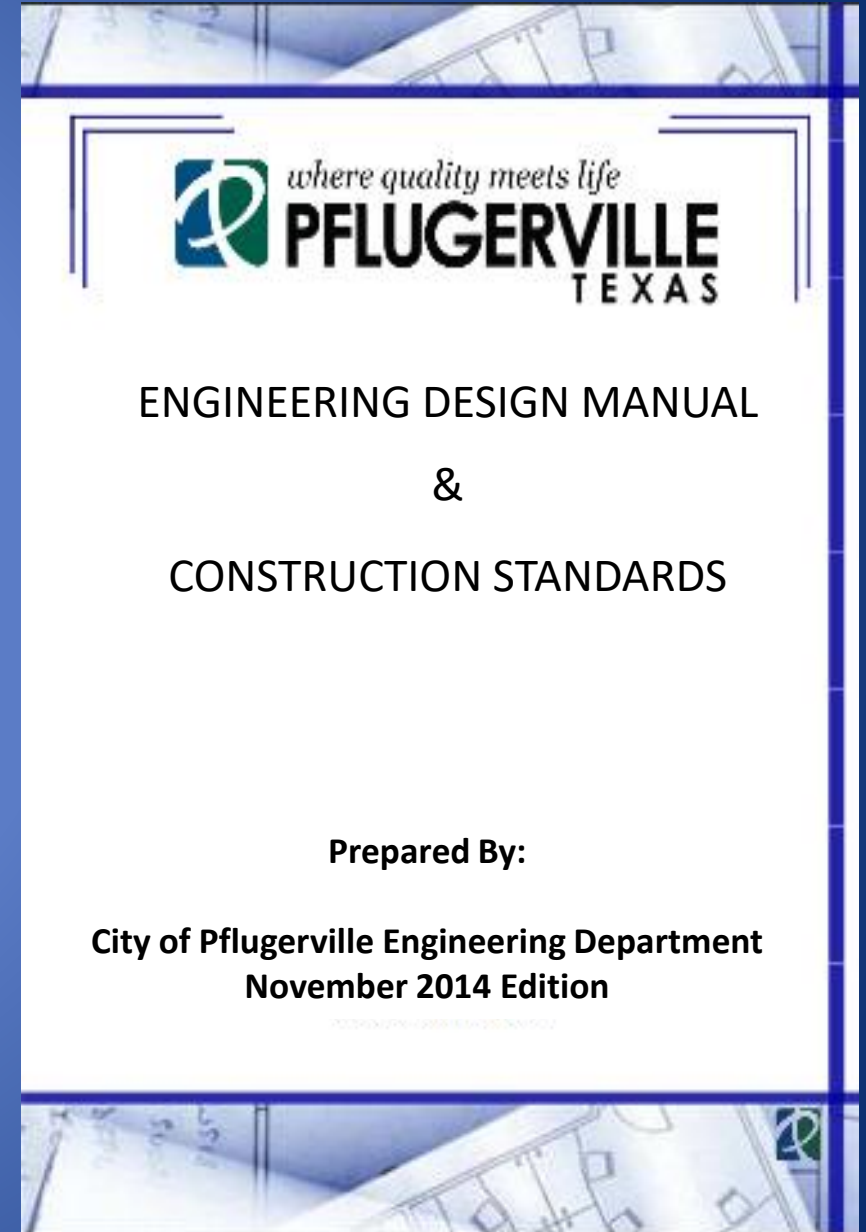 where quality meets life
PFLUGERVILLE
TEXAS
ENGINEERING DESIGN MANUAL
&
CONSTRUCTION STANDARDS
Prepared By:
City of Pflugerville Engineering Department
November 2014 Edition